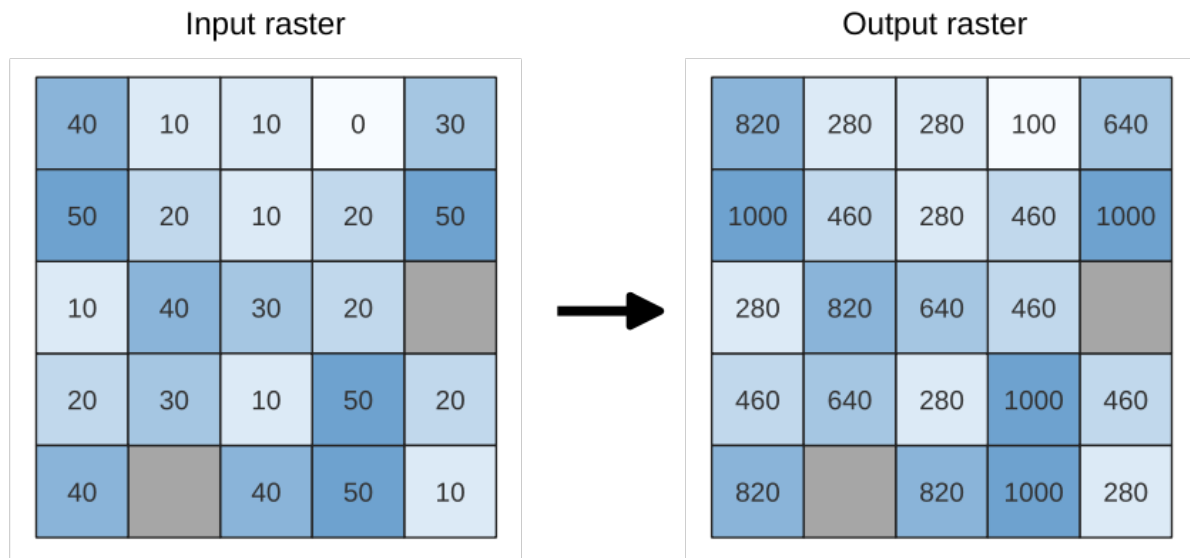 Input raster
Output raster
40 10 10 0 30
820 280 280 100 640
50 20 10 20 50
1000 460 280 460 1000
10 40 30 20
280 820 640 460
20 30 10 50 20
460 640 280 1000 460
40 40 50 10
820 820 1000 280